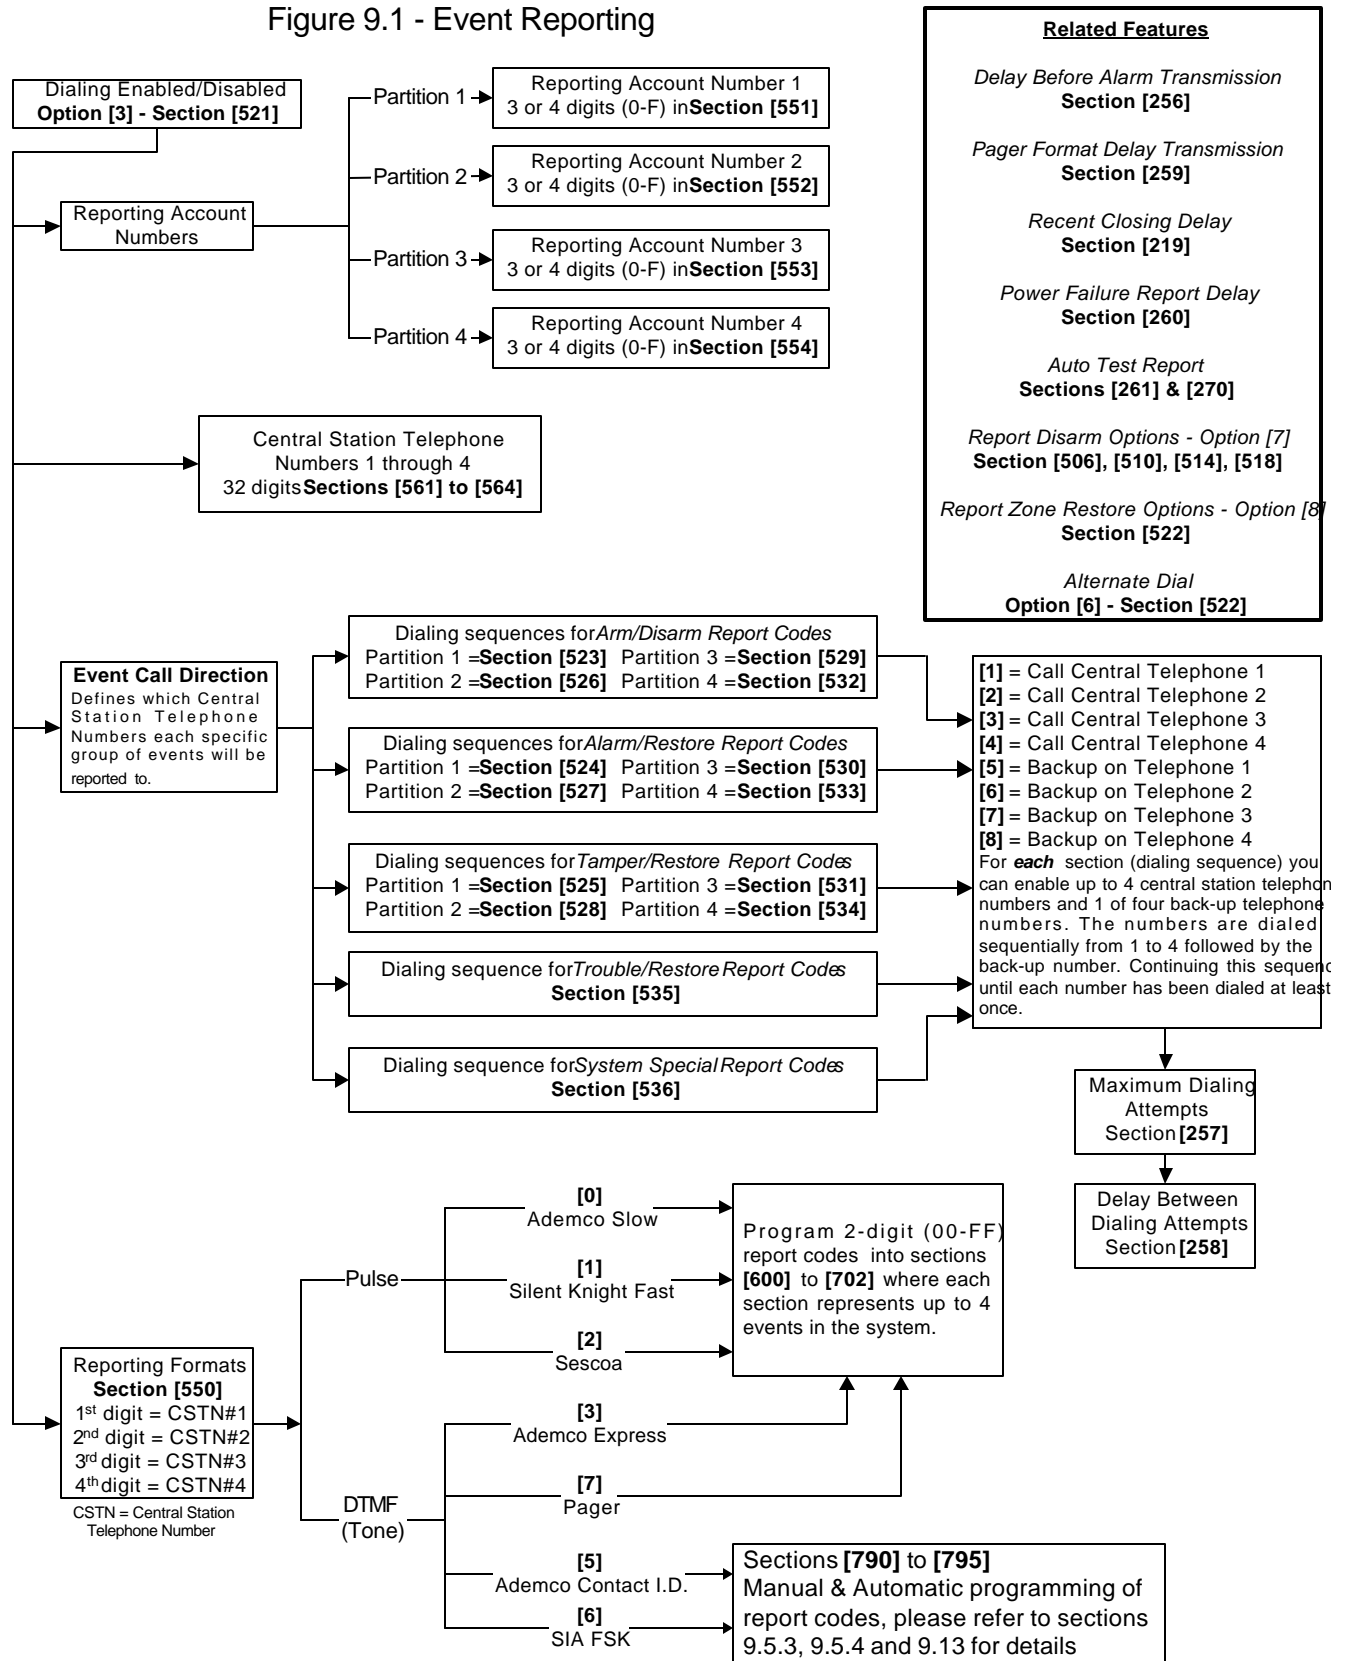 Figure 9.1 - Event Reporting
Dialing Enabled/Disabled
Option [3] - Section [521]
Reporting Account
Numbers
Partition 1
Reporting Account Number 1
3 or 4 digits (0-F) in Section [551]
Partition 2
Reporting Account Number 2
3 or 4 digits (0-F) in Section [552]
Partition 3
Reporting Account Number 3
3 or 4 digits (0-F) in Section [553]
Partition 4
Reporting Account Number 4
3 or 4 digits (0-F) in Section [554]
Related Features
Delay Before Alarm Transmission
Section [256]
Pager Format Delay Transmission
Section [259]
Recent Closing Delay
Section [219]
Power Failure Report Delay
Section [260]
Auto Test Report
Sections [261] & [270]
Report Disarm Options - Option [7]
Section [506], [510], [514], [518]
Report Zone Restore Options - Option [8]
Section [522]
Alternate Dial
Option [6] - Section [522]
Central Station Telephone
Numbers 1 through 4
32 digits Sections [561] to [564]
Event Call Direction
Defines which Central
Station Telephone
Numbers each specific
group of events will be
reported to.
Dialing sequences for Arm/Disarm Report Codes
Partition 1 = Section [523] Partition 3 = Section [529]
Partition 2 = Section [526] Partition 4 = Section [532]
Dialing sequences for Alarm/Restore Report Codes
Partition 1 = Section [524] Partition 3 = Section [530]
Partition 2 = Section [527] Partition 4 = Section [533]
Dialing sequences for Tamper/Restore Report Codes
Partition 1 = Section [525] Partition 3 = Section [531]
Partition 2 = Section [528] Partition 4 = Section [534]
Dialing sequence for Trouble/Restore Report Codes
Section [535]
Dialing sequence for System Special Report Codes
Section [536]
[1] = Call Central Telephone 1
[2] = Call Central Telephone 2
[3] = Call Central Telephone 3
[4] = Call Central Telephone 4
[5] = Backup on Telephone 1
[6] = Backup on Telephone 2
[7] = Backup on Telephone 3
[8] = Backup on Telephone 4
For each section (dialing sequence) you
can enable up to 4 central station telephon
numbers and 1 of four back-up telephone
numbers. The numbers are dialed
sequentially from 1 to 4 followed by the
back-up number. Continuing this sequenc
until each number has been dialed at least
once.
Maximum Dialing
Attempts
Section [257]
Delay Between
Dialing Attempts
Section [258]
Reporting Formats
Section [550]
1st digit = CSTN#1
2nd digit = CSTN#2
3rd digit = CSTN#3
4th digit = CSTN#4
CSTN = Central Station
Telephone Number
Pulse
[0]
Ademco Slow
[1]
Silent Knight Fast
[2]
Sescoa
Program 2-digit (00-FF)
report codes into sections
[600] to [702] where each
section represents up to 4
events in the system.
DTMF
(Tone)
[3]
Ademco Express
[7]
Pager
[5]
Ademco Contact I.D.
[6]
SIA FSK
Sections [790] to [795]
Manual & Automatic programming of
report codes, please refer to sections
9.5.3, 9.5.4 and 9.13 for details